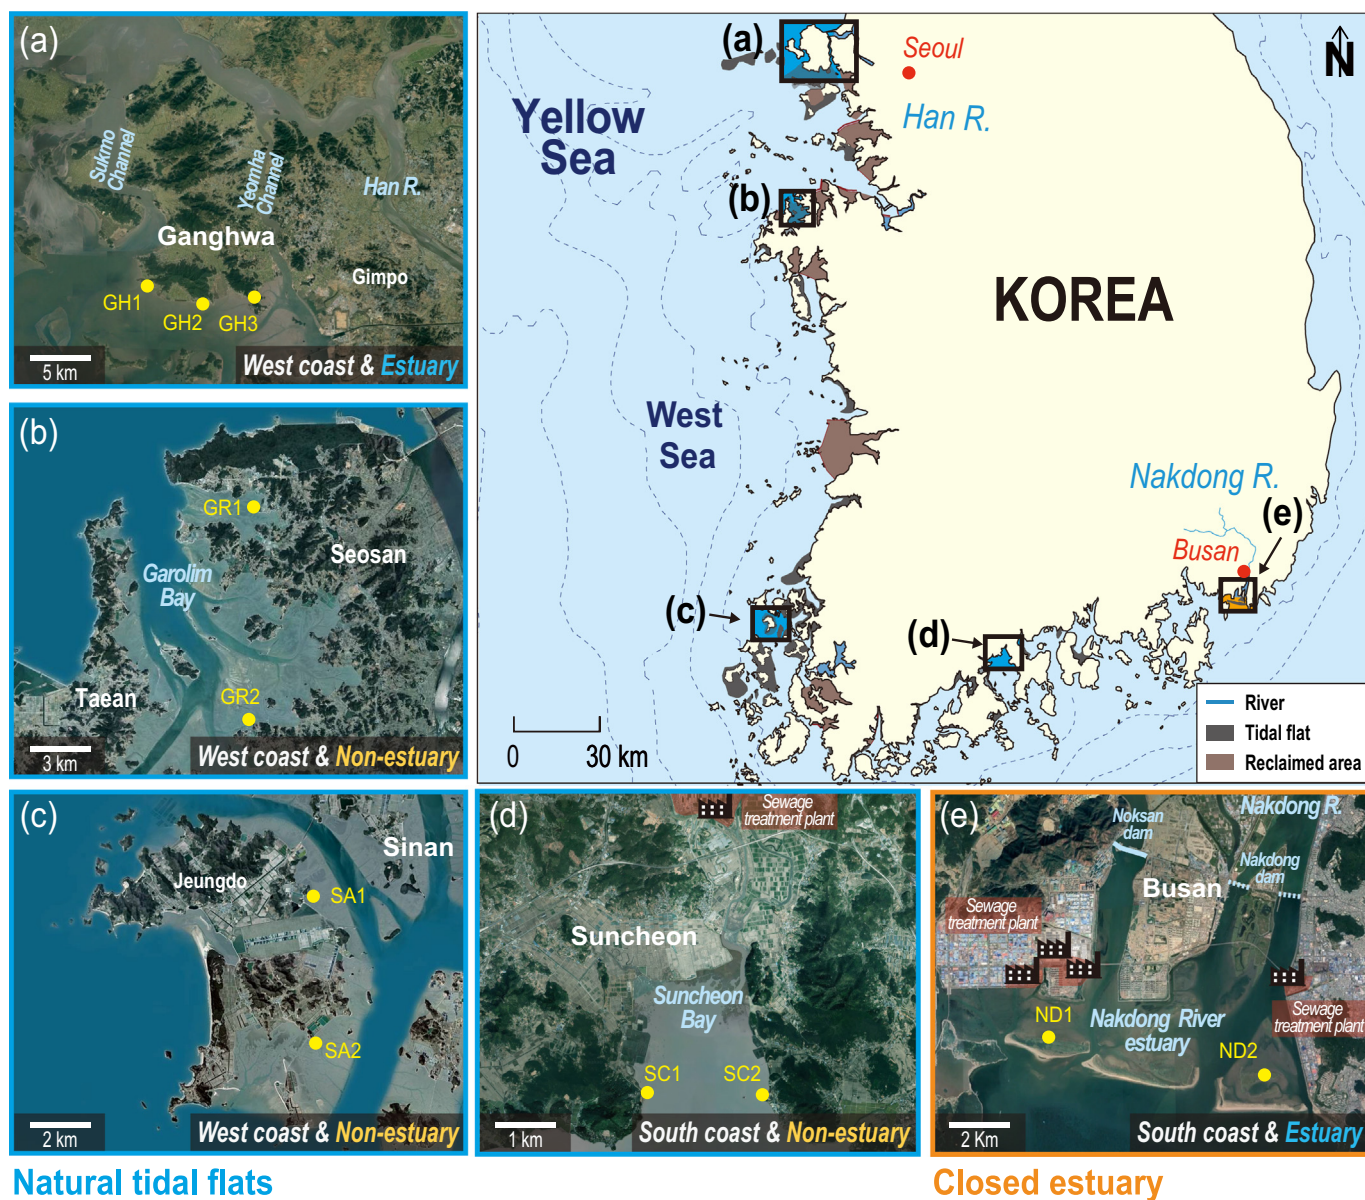 (a)
Sukmo
Channel
Yeomha
Channel
Han R.
Ganghwa
Gimpo
GH1
GH2
GH3
5 km
West coast & Estuary
(b)
GR1
Seosan
Garolim
Bay
Taean
GR2
3 km
West coast & Non-estuary
(c)
Sinan
Jeungdo
SA1
SA2
2 km
West coast & Non-estuary
Natural tidal flats
(a)
Seoul
N
Yellow
Sea
Han R.
(b)
KOREA
West
Sea
Nakdong R.
(e)
Busan
(c)
(d)
0
30 km
River
Tidal flat
Reclaimed area
(d)
Sewage
treatment plant
Suncheon
Suncheon
Bay
SC1
SC2
1 km
South coast & Non-estuary
(e)
Noksan
dam
Nakdong R.
Nakdong
dam
Busan
Sewage
treatment plant
ND1
Nakdong River
estuary
Sewage
treatment plant
ND2
2 Km
South coast & Estuary
Closed estuary